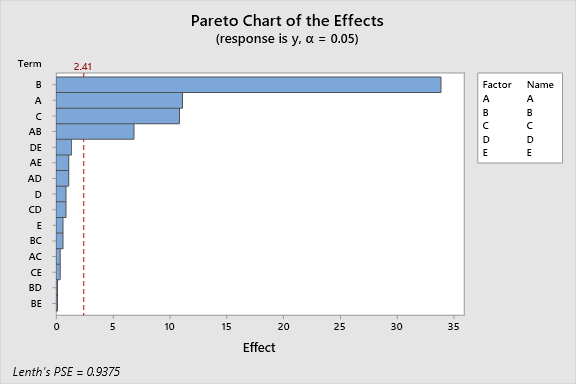 Pareto Chart of the Effects
(response is y, α = 0.05)
Term
2.41
B
A
C
AB
DE
AE
AD
D
CD
E
BC
AC
CE
BD
BE
0 5 10 15 20 25 30 35
Effect
Factor Name
A A
B B
C C
D D
E E
Lenth's PSE = 0.9375